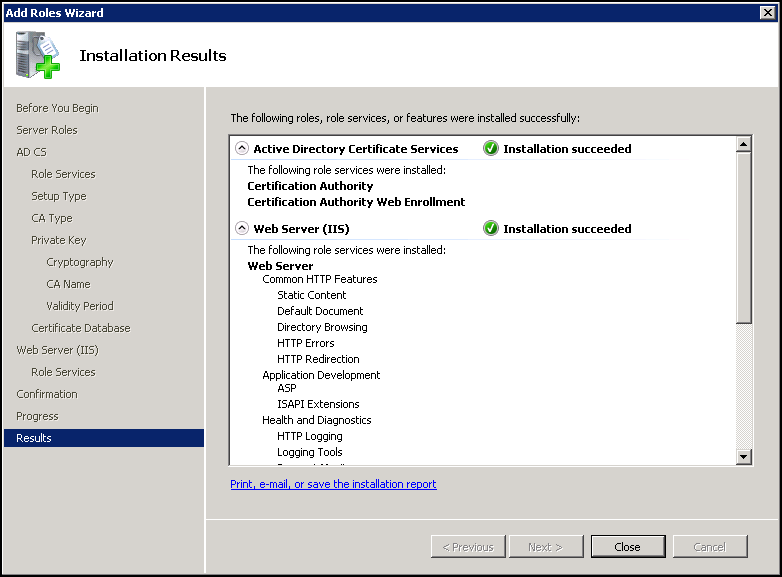 Add Roles Wizard
Installation Results
Before You Begin
Server Roles
AD CS
Role Services
Setup Type
CA Type
Private Key
Cryptography
CA Name
Validity Period
Certificate Database
Web Server (IIS)
Role Services
Confirmation
Progress
Results
The following roles, role services, or features were installed successfully:
Active Directory Certificate Services Installation succeeded
The following role services were installed:
Certification Authority
Certification Authority Web Enrollment
Web Server (IIS) Installation succeeded
The following role services were installed:
Web Server
Common HTTP Features
Static Content
Default Document
Directory Browsing
HTTP Errors
HTTP Redirection
Application Development
ASP
ISAPI Extensions
Health and Diagnostics
HTTP Logging
Logging Tools
Print, e-mail, or save the installation report
< Previous Next > Close Cancel